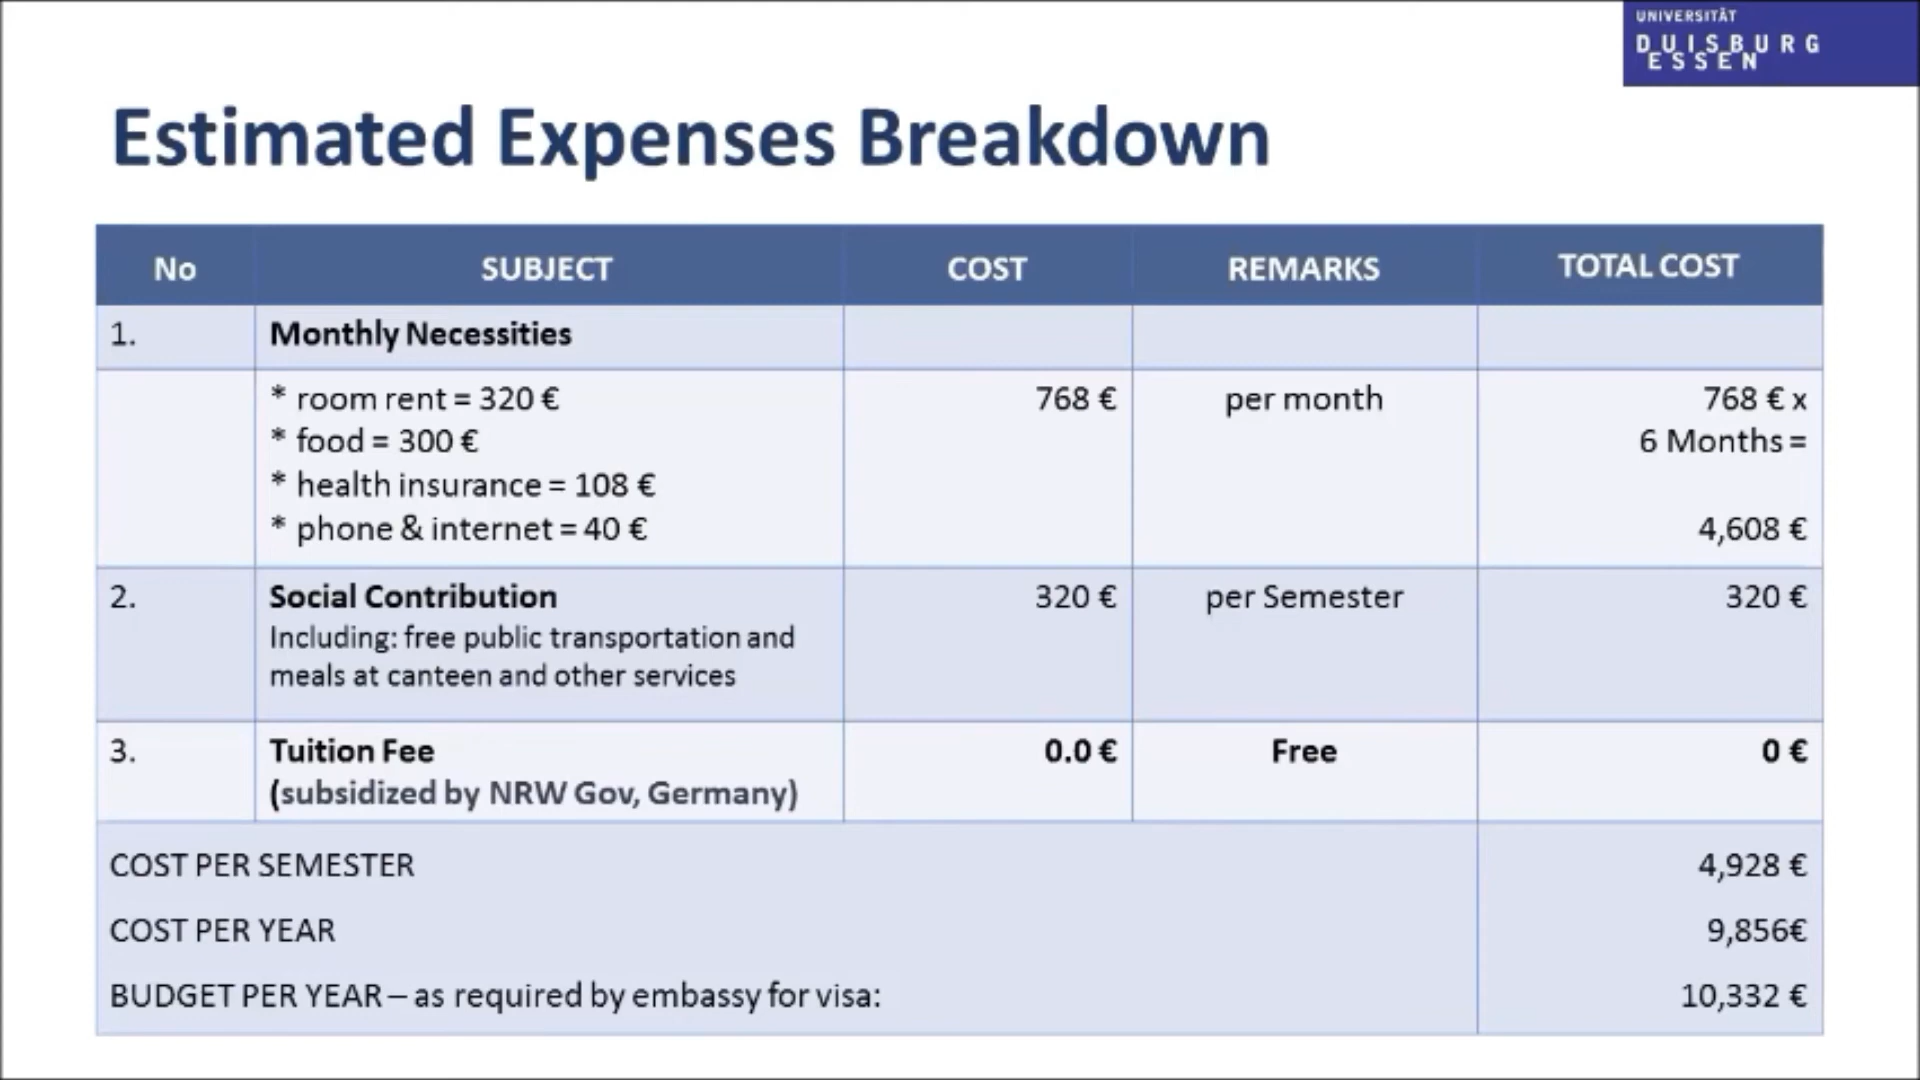 UNIVERSITÄT
DUISBURG
ESSEN
Estimated Expenses Breakdown
No SUBJECT COST REMARKS TOTAL COST
1. Monthly Necessities
* room rent = 320 € 768 € per month 768 € x
* food = 300 € 6 Months =
* health insurance = 108 €
* phone & internet = 40 € 4,608 €
2. Social Contribution 320 € per Semester 320 €
Including: free public transportation and
meals at canteen and other services
3. Tuition Fee 0.0 € Free 0 €
(subsidized by NRW Gov, Germany)
COST PER SEMESTER 4,928 €
COST PER YEAR 9,856€
BUDGET PER YEAR – as required by embassy for visa: 10,332 €